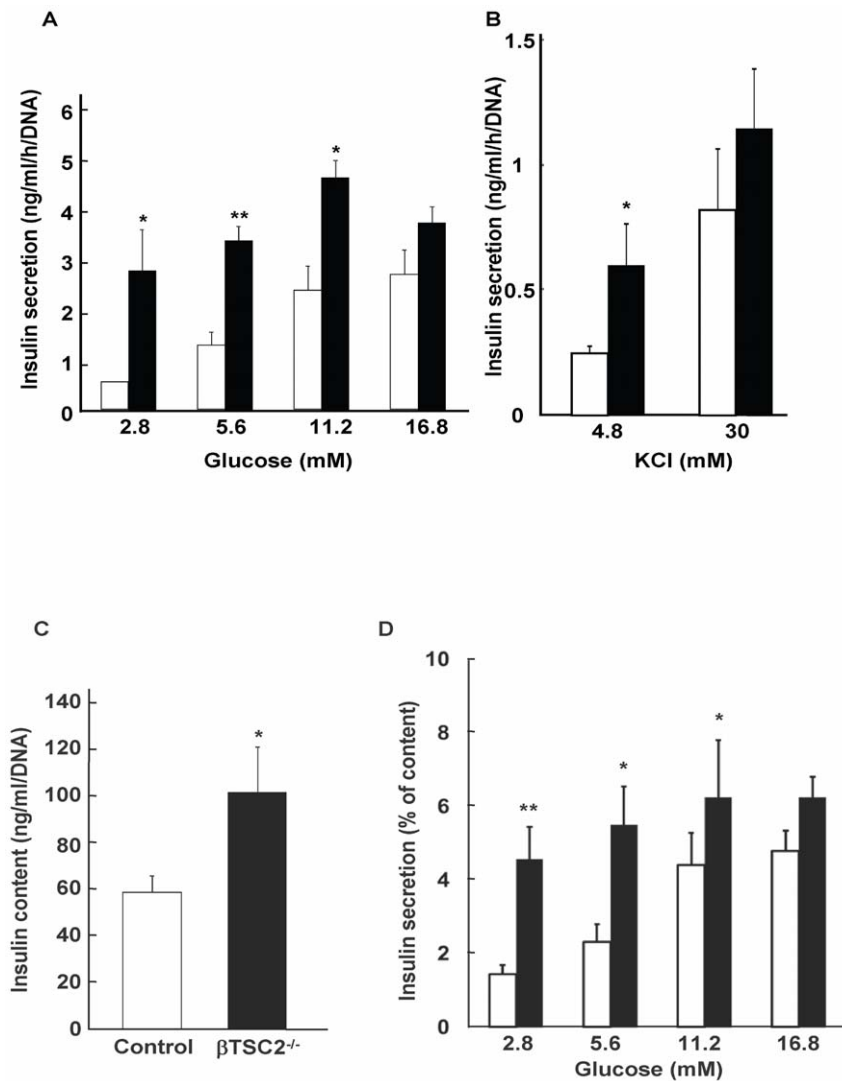 A
Insulin secretion (ng/ml/h/DNA)
6
5
4
3
2
1
0
*
**
*
2.8 5.6 11.2 16.8
Glucose (mM)
B
Insulin secretion (ng/ml/h/DNA)
1.5
1
0.5
0
*
4.8 30
KCl (mM)
C
Insulin content (ng/ml/DNA)
140
120
100
80
60
40
20
0
*
Control βTSC2-/-
D
Insulin secretion (% of content)
10
8
6
4
2
0
**
*
*
2.8 5.6 11.2 16.8
Glucose (mM)